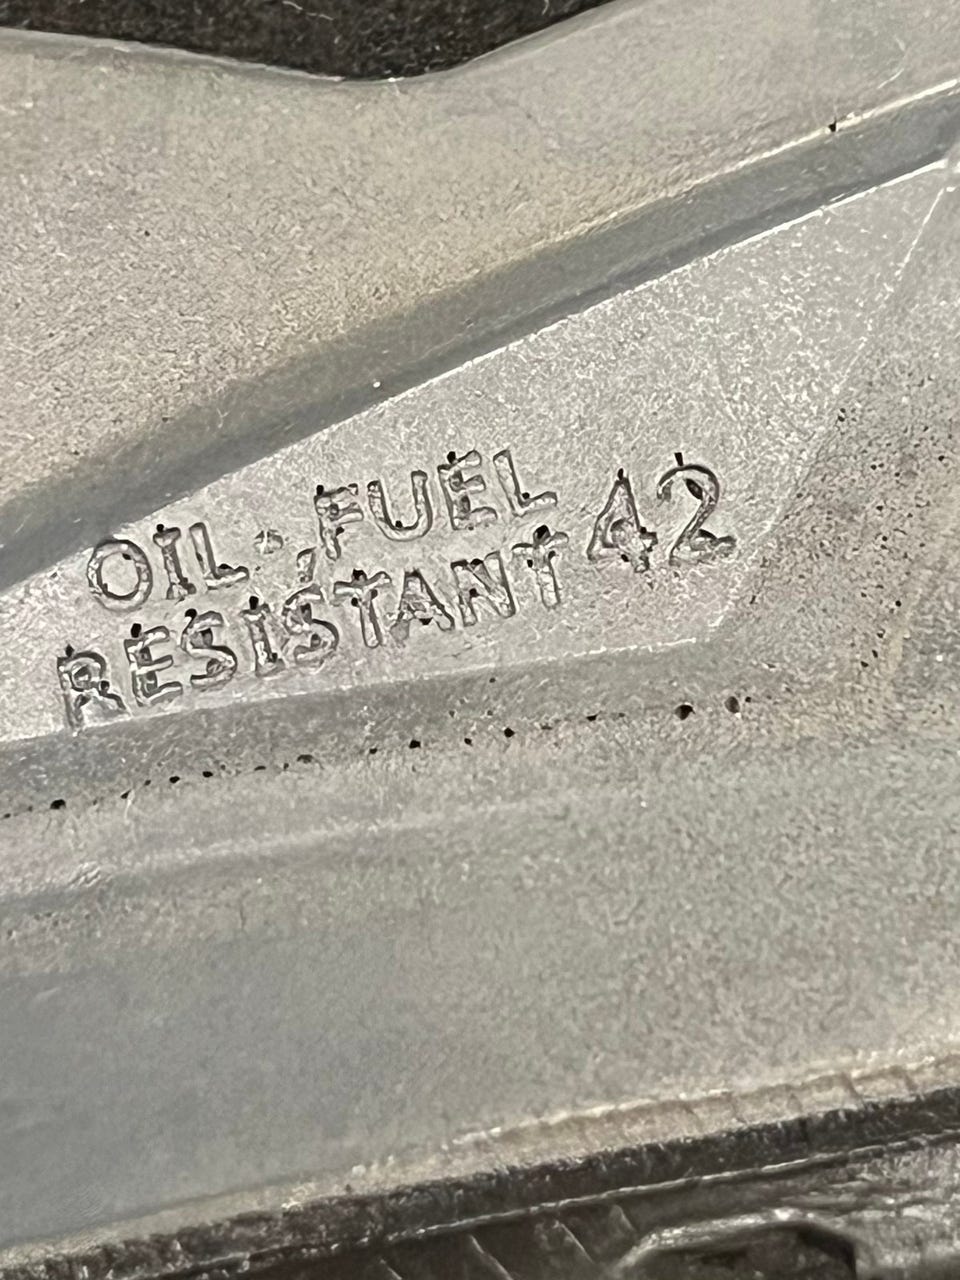 OIL , FUEL
RESISTANT 42